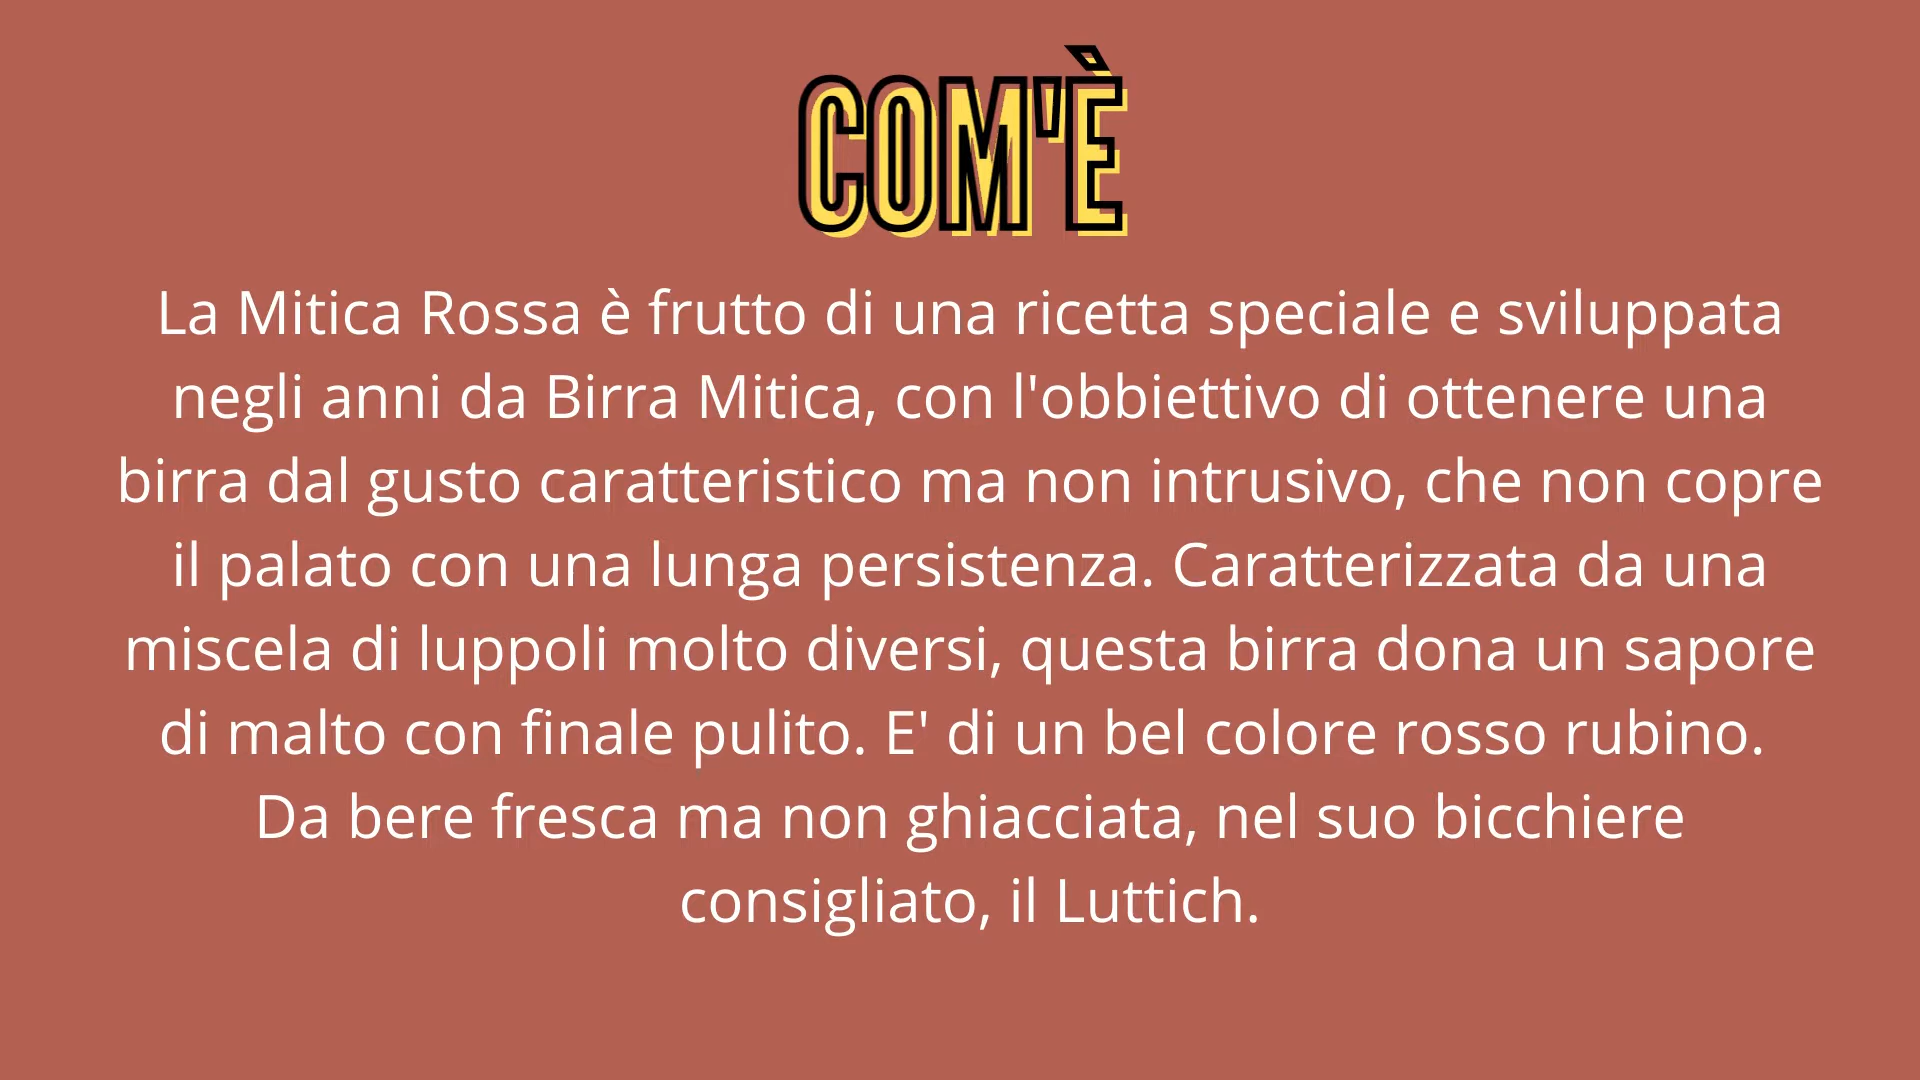 COM'È
La Mitica Rossa è frutto di una ricetta speciale e sviluppata
negli anni da Birra Mitica, con l'obbiettivo di ottenere una
birra dal gusto caratteristico ma non intrusivo, che non copre
il palato con una lunga persistenza. Caratterizzata da una
miscela di luppoli molto diversi, questa birra dona un sapore
di malto con finale pulito. E' di un bel colore rosso rubino.
Da bere fresca ma non ghiacciata, nel suo bicchiere
consigliato, il Luttich.